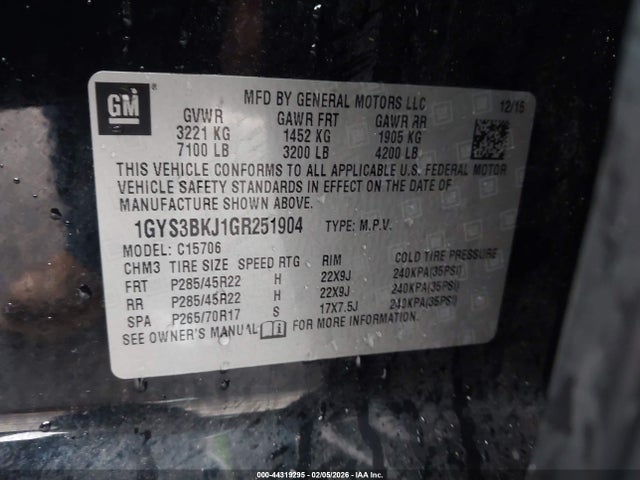 GM ®
MFD BY GENERAL MOTORS LLC 12/15
GVWR GAWR FRT GAWR RR
3221 KG 1452 KG 1905 KG
7100 LB 3200 LB 4200 LB
THIS VEHICLE CONFORMS TO ALL APPLICABLE U.S. FEDERAL MOTOR
VEHICLE SAFETY STANDARDS IN EFFECT ON THE DATE OF
MANUFACTURE SHOWN ABOVE.
1GYS3BKJ1GR251904 TYPE: M.P.V.
MODEL: C15706
CHM3 TIRE SIZE SPEED RTG RIM COLD TIRE PRESSURE
FRT P285/45R22 H 22X9J 240KPA(35PSI)
RR P285/45R22 H 22X9J 240KPA(35PSI)
SPA P265/70R17 S 17X7.5J 240KPA(35PSI)
SEE OWNER'S MANUAL FOR MORE INFORMATION.
000-44319295 - 02/05/2026 - IAA Inc.